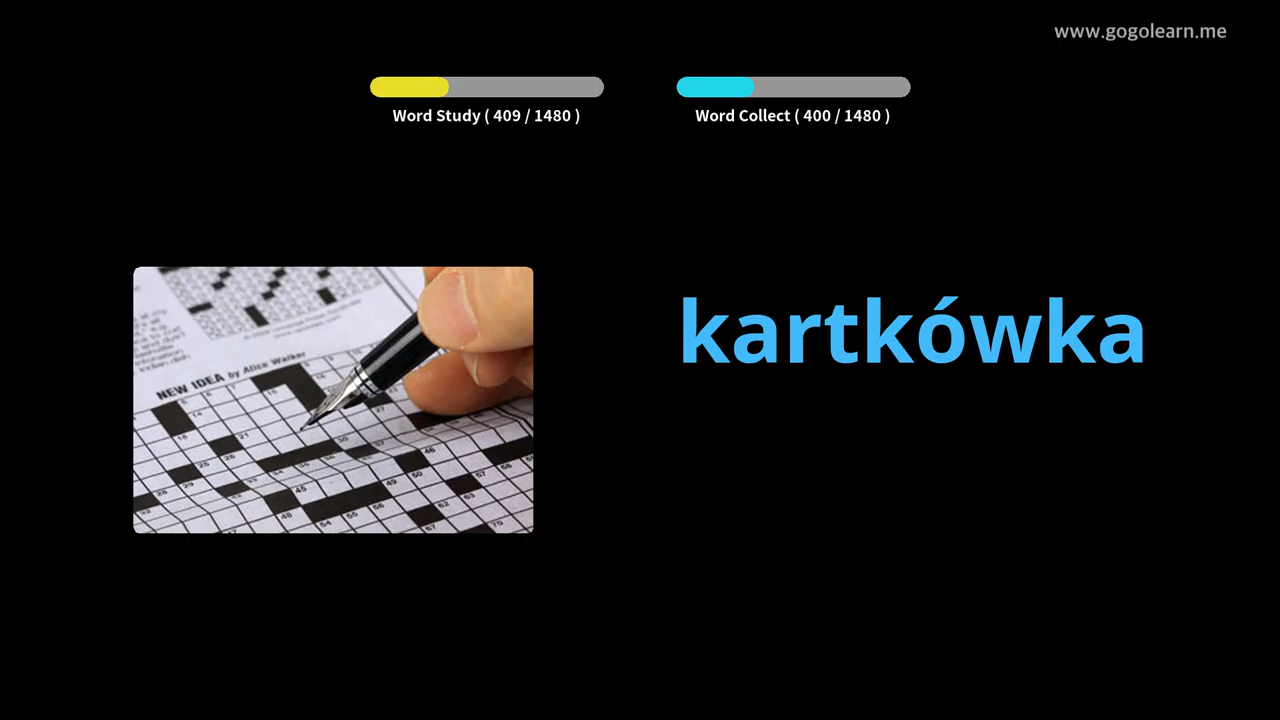 www.gogolearn.me
Word Study ( 409 / 1480 )
Word Collect ( 400 / 1480 )
kartkówka
NEW IDEA by Alice Walker